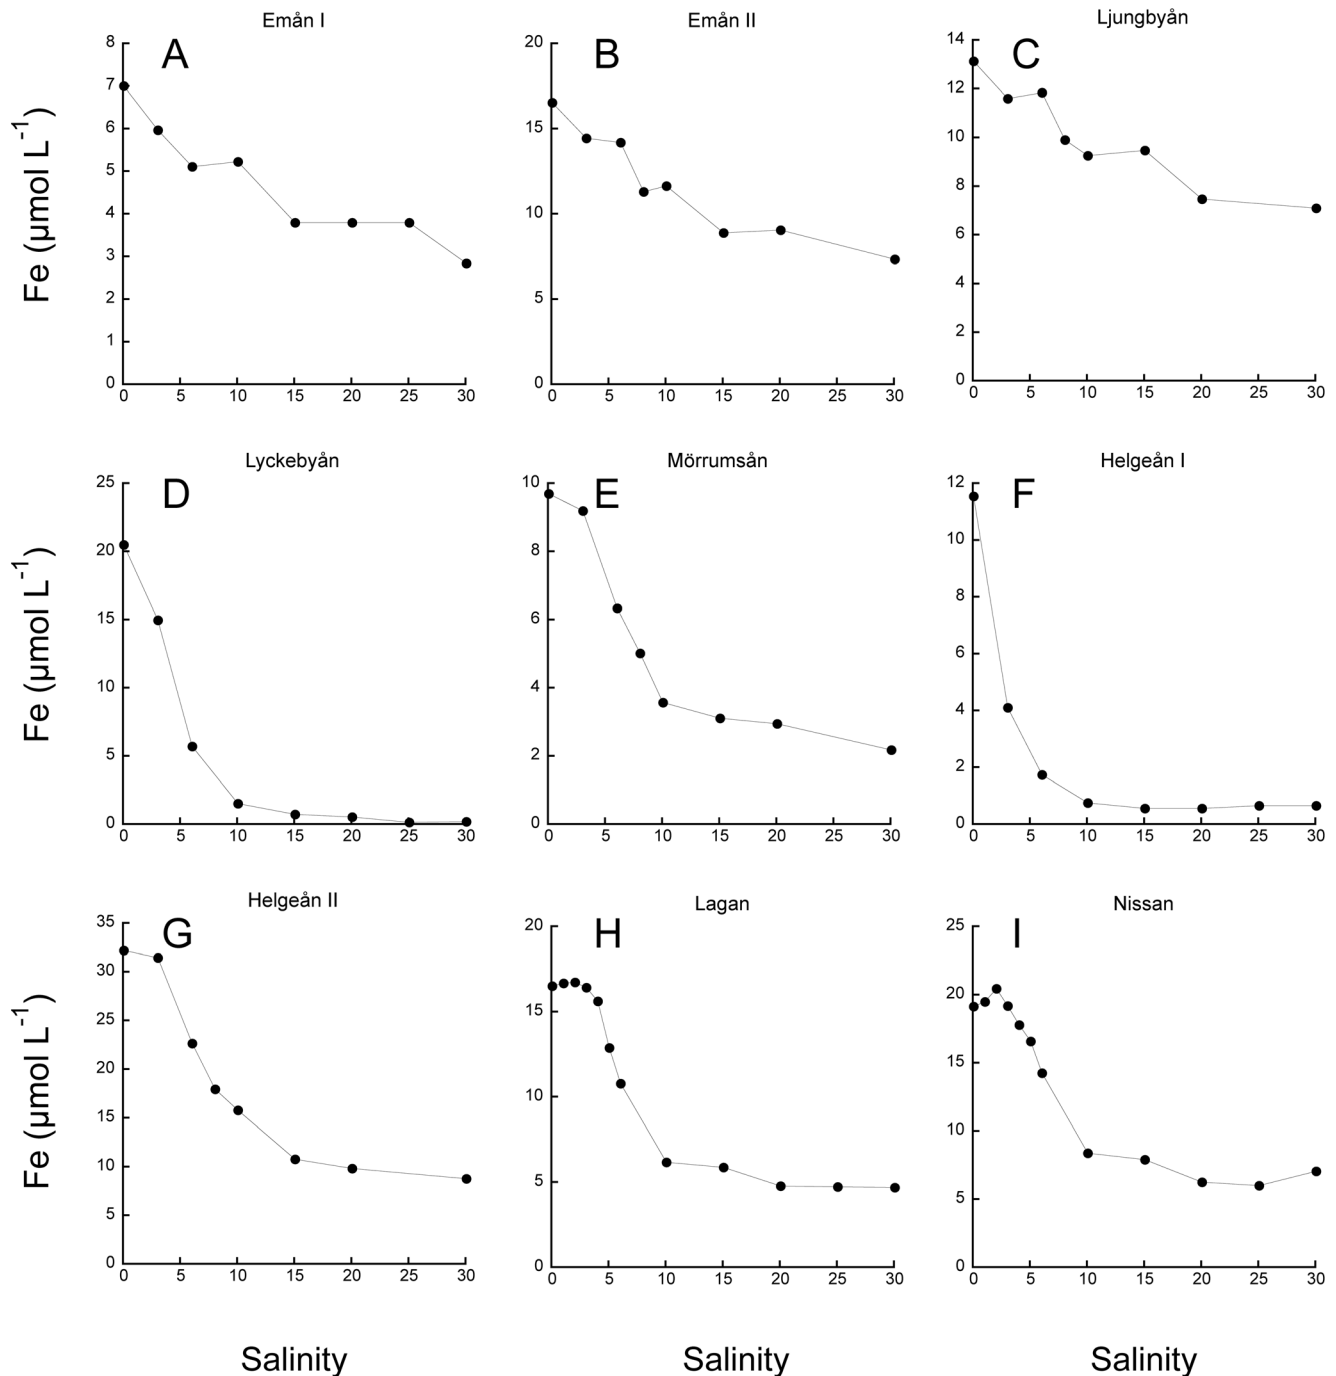 Emån I
A
Fe (µmol L⁻¹)
8
7
6
5
4
3
2
1
0
0 5 10 15 20 25 30
Emån II
B
20
15
10
5
0
0 5 10 15 20 25 30
Ljungbyån
C
14
12
10
8
6
4
2
0
0 5 10 15 20 25 30
Lyckebyån
D
Fe (µmol L⁻¹)
25
20
15
10
5
0
0 5 10 15 20 25 30
Mörrumsån
E
10
8
6
4
2
0
0 5 10 15 20 25 30
Helgeån I
F
12
10
8
6
4
2
0
0 5 10 15 20 25 30
Helgeån II
G
Fe (µmol L⁻¹)
35
30
25
20
15
10
5
0
0 5 10 15 20 25 30
Lagan
H
20
15
10
5
0
0 5 10 15 20 25 30
Nissan
I
25
20
15
10
5
0
0 5 10 15 20 25 30
Salinity Salinity Salinity